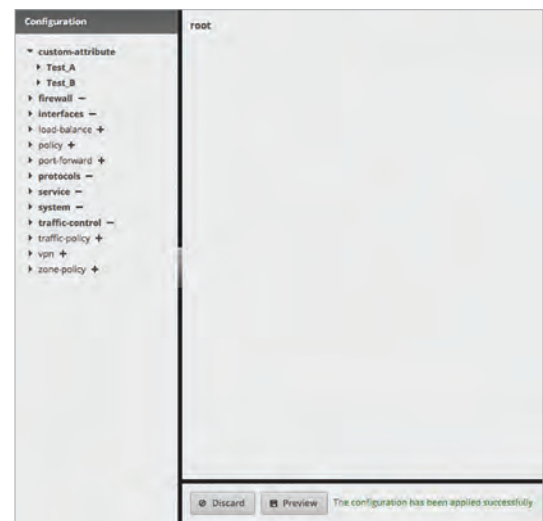 Configuration
custom-attribute
Test_A
Test_B
firewall −
interfaces −
load-balance +
policy +
port-forward +
protocols −
service −
system −
traffic-control −
traffic-policy +
vpn +
zone-policy +
root
Discard
Preview
The configuration has been applied successfully